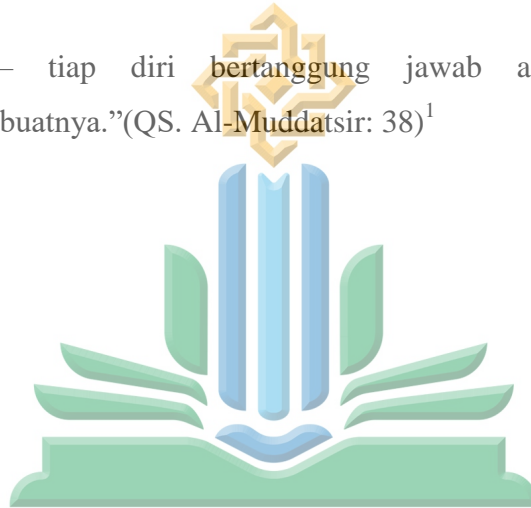 – tiap diri bertanggung jawab a
buatnya.”(QS. Al-Muddatsir: 38)1